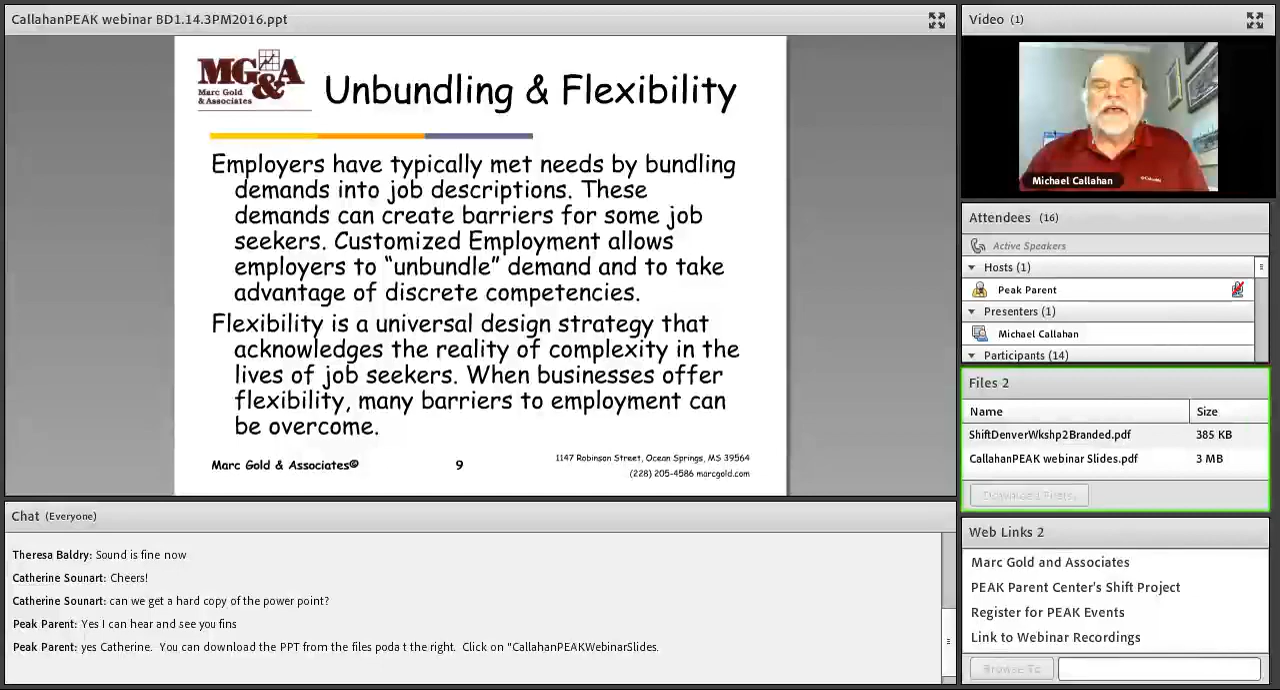 CallahanPEAK webinar BD1.14.3PM2016.ppt
MG&A
Marc Gold
& Associates
Unbundling & Flexibility
Employers have typically met needs by bundling
demands into job descriptions. These
demands can create barriers for some job
seekers. Customized Employment allows
employers to “unbundle” demand and to take
advantage of discrete competencies.
Flexibility is a universal design strategy that
acknowledges the reality of complexity in the
lives of job seekers. When businesses offer
flexibility, many barriers to employment can
be overcome.
Marc Gold & Associates©
9
1147 Robinson Street, Ocean Springs, MS 39564
(228) 205-4586 marcgold.com
Chat (Everyone)
Theresa Baldry: Sound is fine now
Catherine Sounart: Cheers!
Catherine Sounart: can we get a hard copy of the power point?
Peak Parent: Yes I can hear and see you fins
Peak Parent: yes Catherine. You can download the PPT from the files poda t the right. Click on "CallahanPEAKWebinarSlides.
Video (1)
Michael Callahan
Attendees (16)
Active Speakers
Hosts (1)
Peak Parent
Presenters (1)
Michael Callahan
Participants (14)
Files 2
Name Size
ShiftDenverWkshp2Branded.pdf 385 KB
CallahanPEAK webinar Slides.pdf 3 MB
Download File(s)
Web Links 2
Marc Gold and Associates
PEAK Parent Center's Shift Project
Register for PEAK Events
Link to Webinar Recordings
Browse To